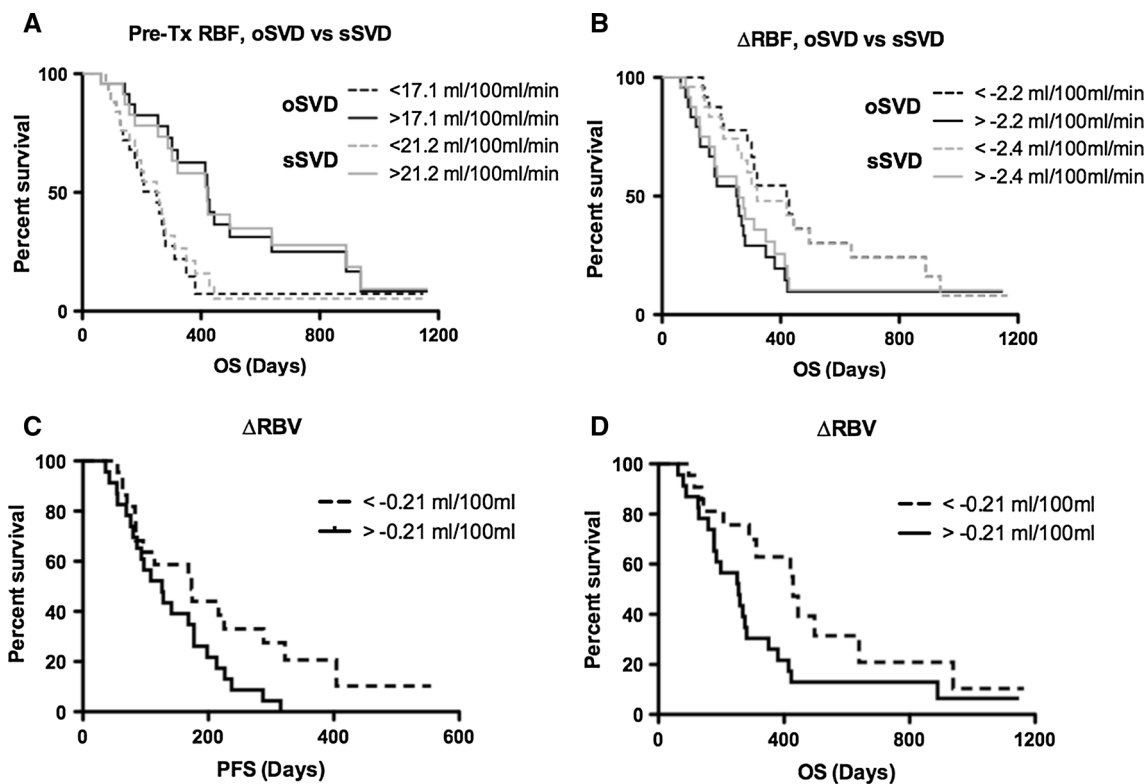 A
Pre-Tx RBF, oSVD vs sSVD
Percent survival
100
50
0
0 400 800 1200
OS (Days)
oSVD
<17.1 ml/100ml/min
>17.1 ml/100ml/min
sSVD
<21.2 ml/100ml/min
>21.2 ml/100ml/min
B
ΔRBF, oSVD vs sSVD
Percent survival
100
50
0
0 400 800 1200
OS (Days)
oSVD
< -2.2 ml/100ml/min
> -2.2 ml/100ml/min
sSVD
< -2.4 ml/100ml/min
> -2.4 ml/100ml/min
C
ΔRBV
Percent survival
100
80
60
40
20
0
0 200 400 600
PFS (Days)
< -0.21 ml/100ml
> -0.21 ml/100ml
D
ΔRBV
Percent survival
100
80
60
40
20
0
0 400 800 1200
OS (Days)
< -0.21 ml/100ml
> -0.21 ml/100ml